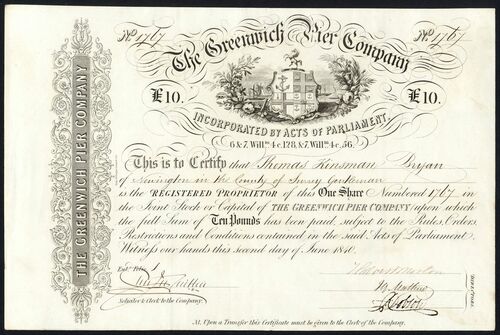 No. 1767
No. 1767
The Greenwich Pier Company
£10.
£10.
INCORPORATED BY ACTS OF PARLIAMENT,
6 & 7, Willm. 4. c. 128, & 7, Willm. 4. c. 56.
THE GREENWICH PIER COMPANY
This is to Certify that Thomas Kinsman Bryan
of Newington in the County of Surrey Gentleman
is the REGISTERED PROPRIETOR of this One Share Numbered 1767 in the
Joint Stock or Capital of THE GREENWICH PIER COMPANY upon which
the full Sum of Ten Pounds has been paid, subject to the Rules, Orders,
Restrictions and Conditions contained in the said Acts of Parliament,
Witness our hands this second day of June 1840.
Solicitor & Clerk to the Company.
DIRECTORS.
N.B. Upon a Transfer this Certificate must be given to the Clerk of the Company.